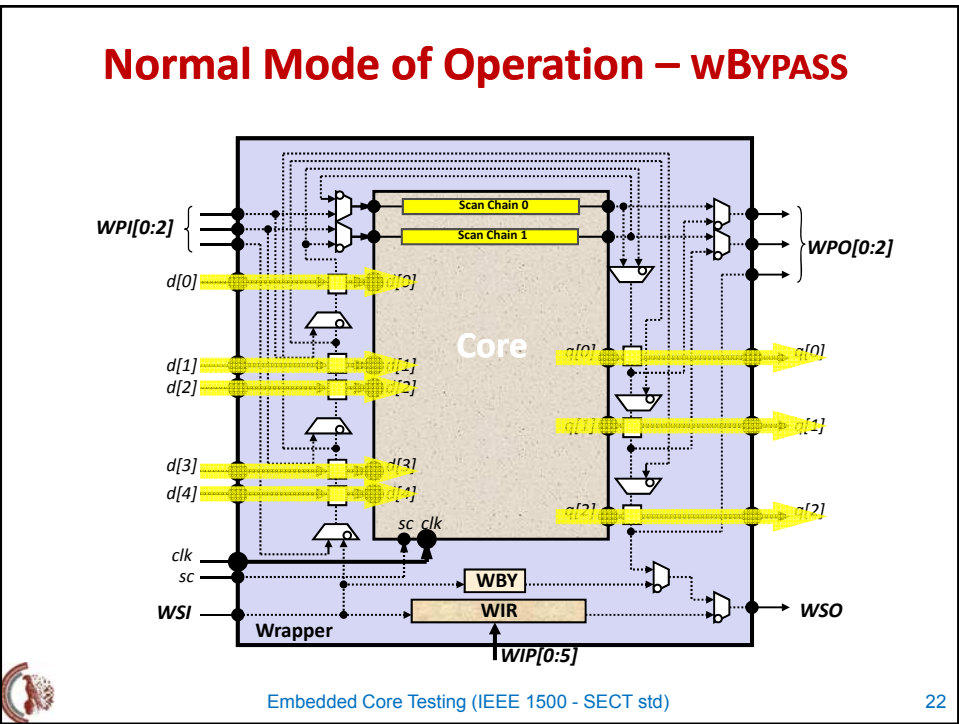 Normal Mode of Operation – WBYPASS
Scan Chain 0
Scan Chain 1
WPI[0:2]
WPO[0:2]
d[0]
d[0]
Core
q[0]
q[0]
d[1]
d[1]
d[2]
d[2]
q[1]
q[1]
d[3]
d[3]
d[4]
d[4]
q[2]
q[2]
sc clk
clk
sc
WBY
WSI
WIR
WSO
Wrapper
WIP[0:5]
Embedded Core Testing (IEEE 1500 - SECT std)
22